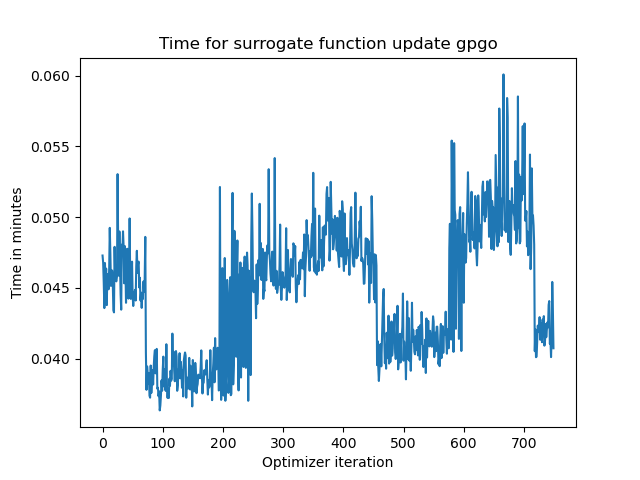 Time for surrogate function update gpgo
0.060
0.055
0.050
0.045
0.040
Time in minutes
0 100 200 300 400 500 600 700
Optimizer iteration